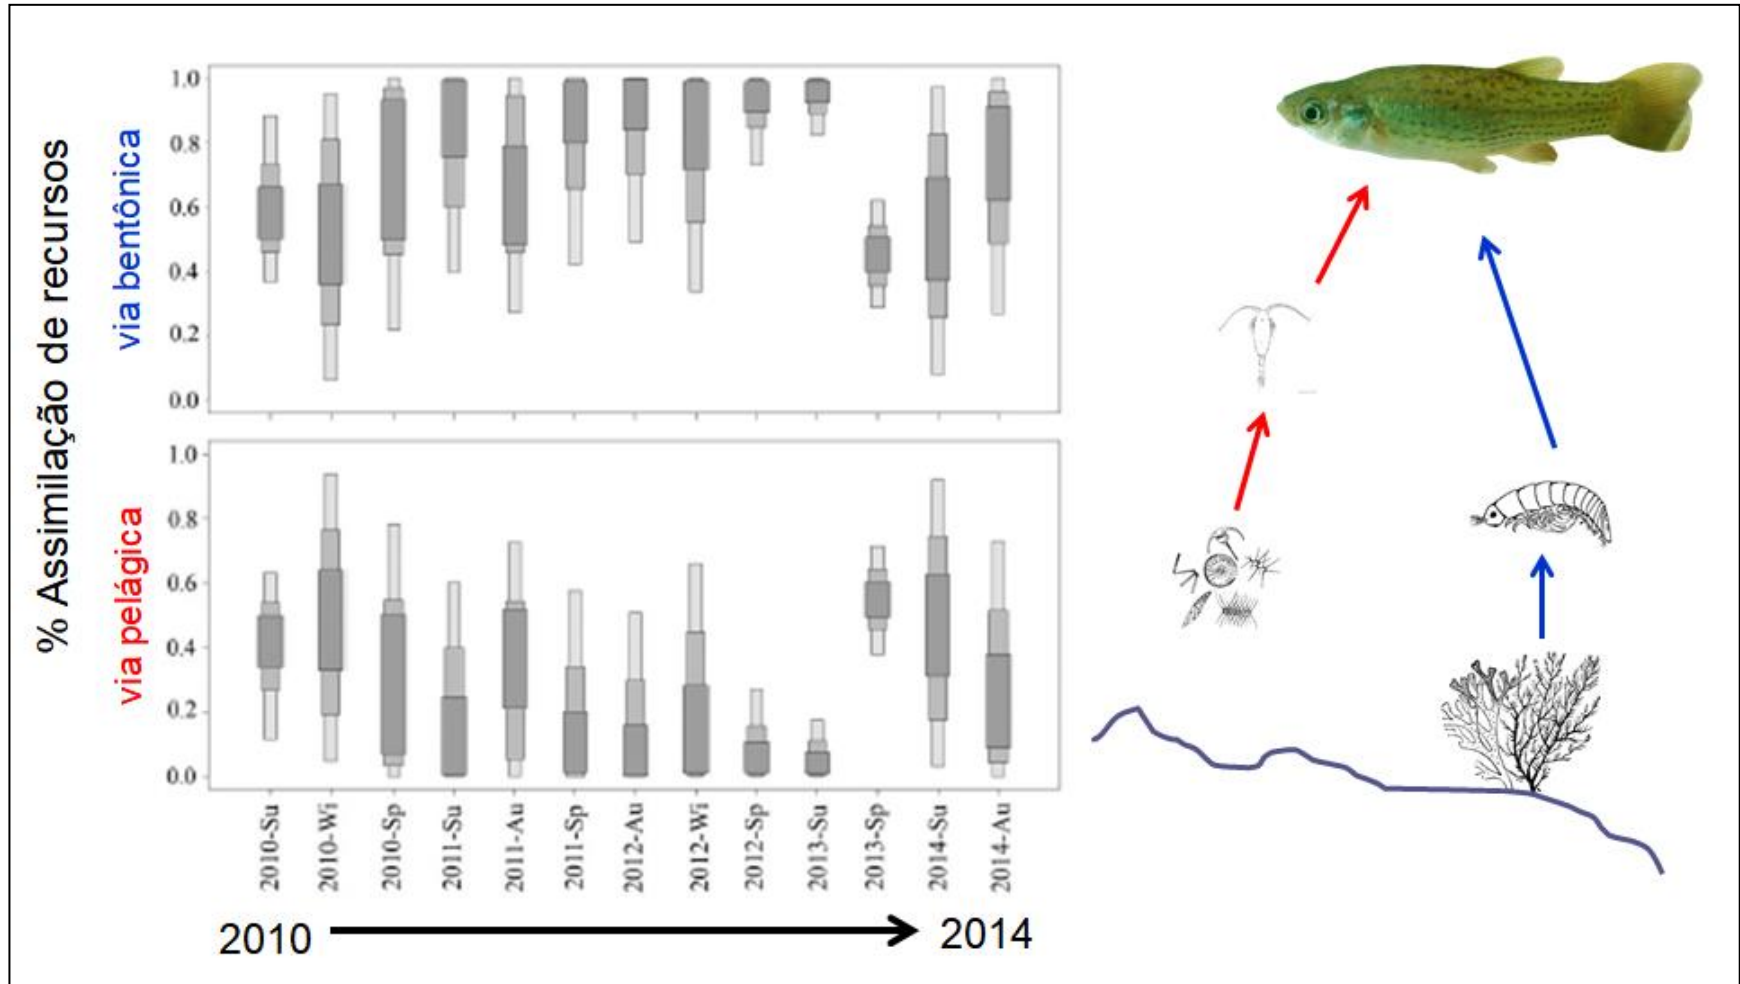 % Assimilação de recursos
via bentônica
1.0
0.8
0.6
0.4
0.2
0.0
via pelágica
1.0
0.8
0.6
0.4
0.2
0.0
2010-Su
2010-Wi
2010-Sp
2011-Su
2011-Au
2011-Sp
2012-Au
2012-Wi
2012-Sp
2013-Su
2013-Sp
2014-Su
2014-Au
2010
2014